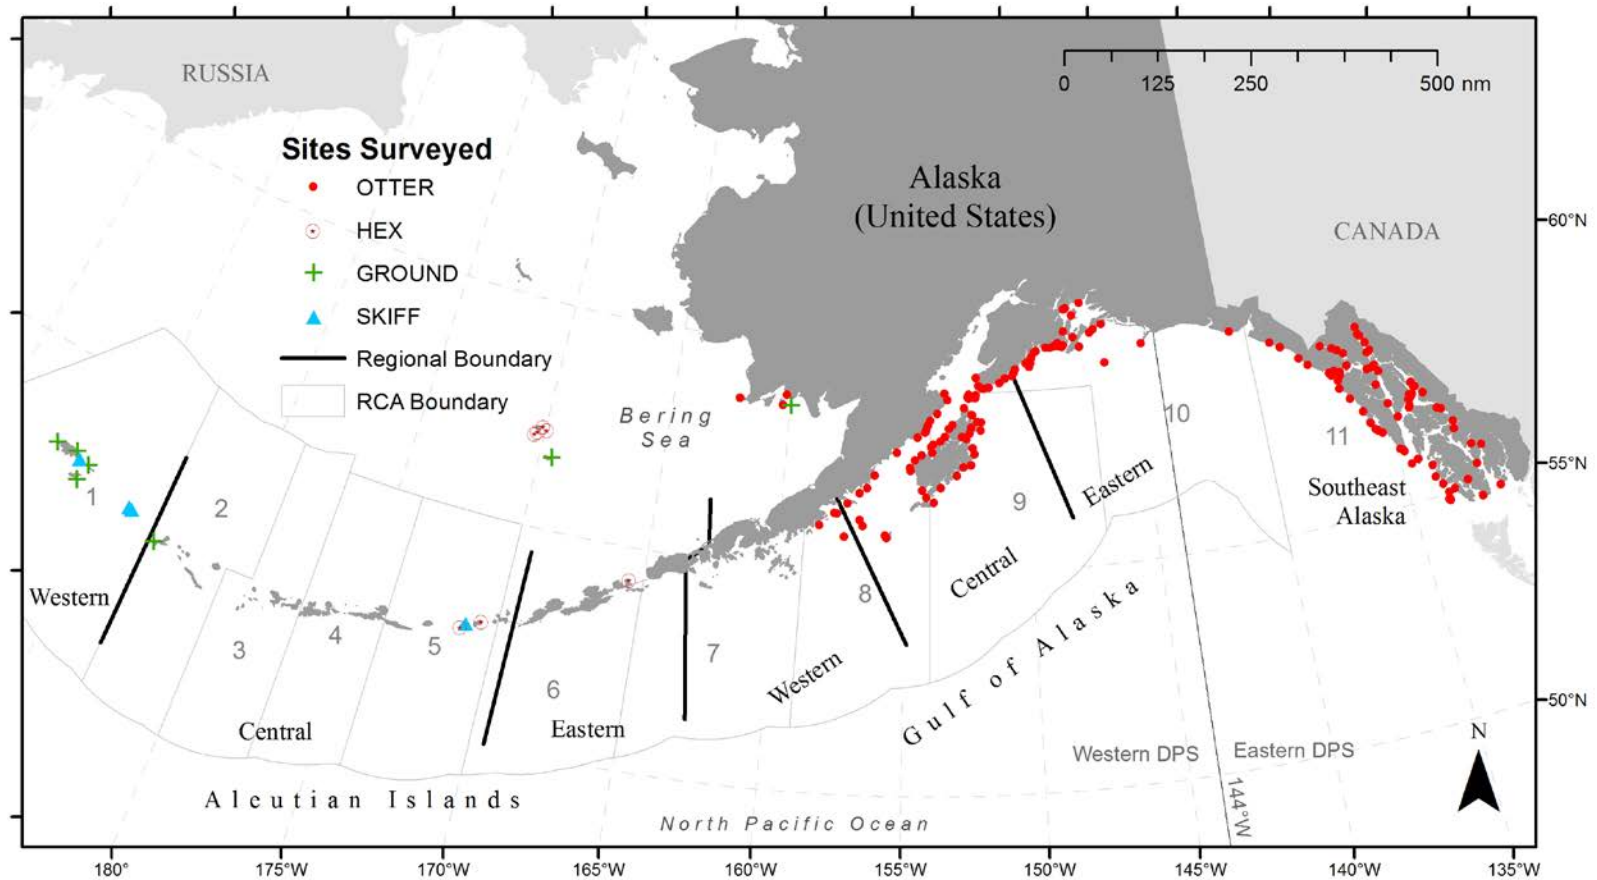 RUSSIA
0 125 250 500 nm
Sites Surveyed
OTTER
HEX
GROUND
SKIFF
Regional Boundary
RCA Boundary
Alaska
(United States)
CANADA
60°N
55°N
50°N
Bering
Sea
1
2
3
4
5
6
7
8
9
10
11
Western
Central
Eastern
Western
Central
Eastern
Southeast
Alaska
Aleutian Islands
Gulf of Alaska
North Pacific Ocean
Western DPS
Eastern DPS
144°W
N
180°
175°W
170°W
165°W
160°W
155°W
150°W
145°W
140°W
135°W